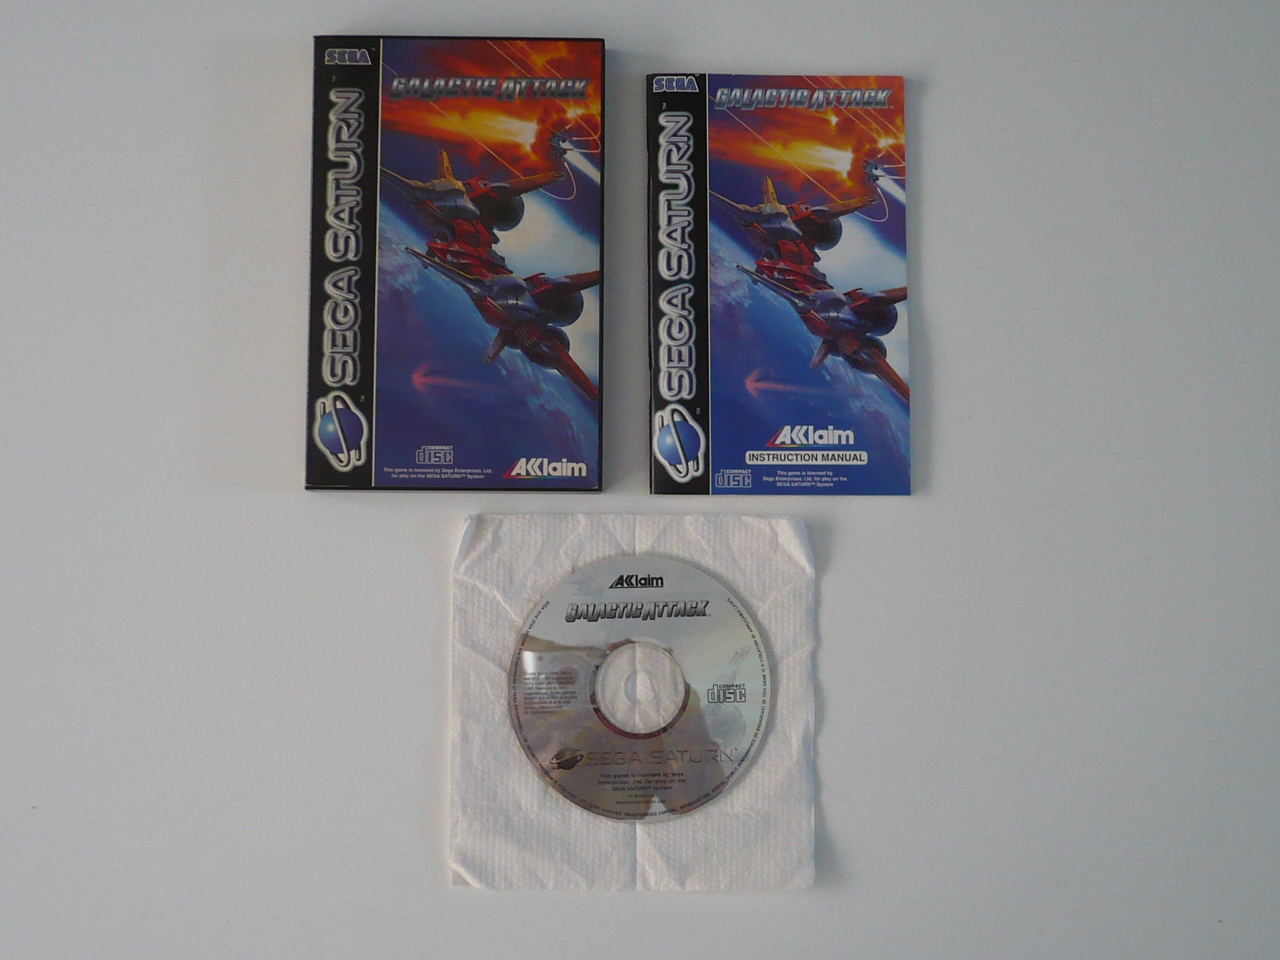 SEGA
SEGA SATURN
GALACTIC ATTACK
COMPACT
disc
This game is licensed by Sega Enterprises, Ltd.
for play on the SEGA SATURN™ System
AKKlaim
SEGA
SEGA SATURN
GALACTIC ATTACK
AKKlaim
INSTRUCTION MANUAL
COMPACT
disc
This game is licensed by
Sega Enterprises, Ltd. for play on the
SEGA SATURN™ System
AKKlaim
GALACTIC ATTACK
COMPACT
disc
SEGA SATURN
This game is licensed by Sega
Enterprises, Ltd. for play on the
SEGA SATURN™ System